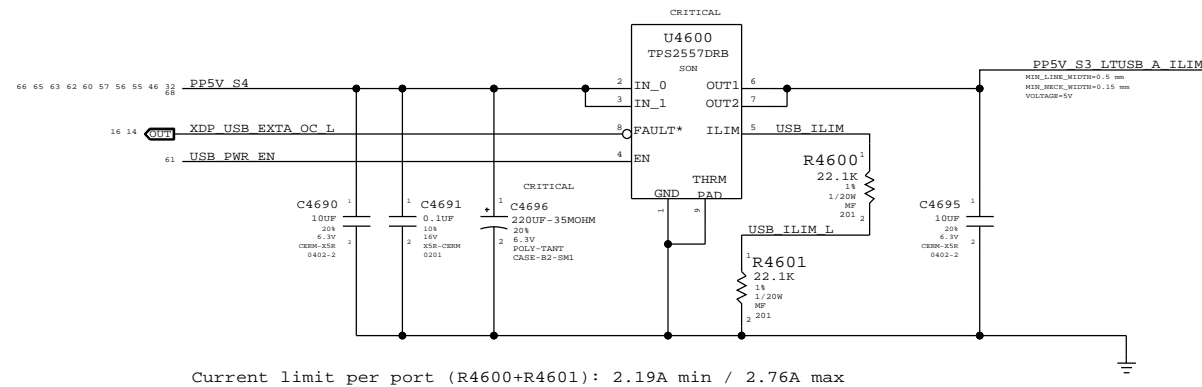 CRITICAL
U4600
TPS2557DRB
SON
66 65 63 62 60 57 56 55 46 32
68
PP5V_S4
2 IN_0 OUT1 6
3 IN_1 OUT2 7
PP5V_S3_LTUSB_A_ILIM
MIN_LINE_WIDTH=0.5 mm
MIN_NECK_WIDTH=0.15 mm
VOLTAGE=5V
16 14 OUT XDP_USB_EXTA_OC_L 8 FAULT* ILIM 5 USB_ILIM
61 USB_PWR_EN 4 EN
THRM
GND PAD
1 9
R4600 1
22.1K
1%
1/20W
MF
201 2
CRITICAL
C4690 1
10UF
20%
6.3V 2
CERM-X5R
0402-2
C4691
1 0.1UF
10%
2 16V
X5R-CERM
0201
+ 1 C4696
220UF-35MOHM
20%
2 6.3V
POLY-TANT
CASE-B2-SM1
C4695 1
10UF
20%
6.3V 2
CERM-X5R
0402-2
USB_ILIM_L
1 R4601
22.1K
1%
1/20W
MF
2 201
Current limit per port (R4600+R4601): 2.19A min / 2.76A max